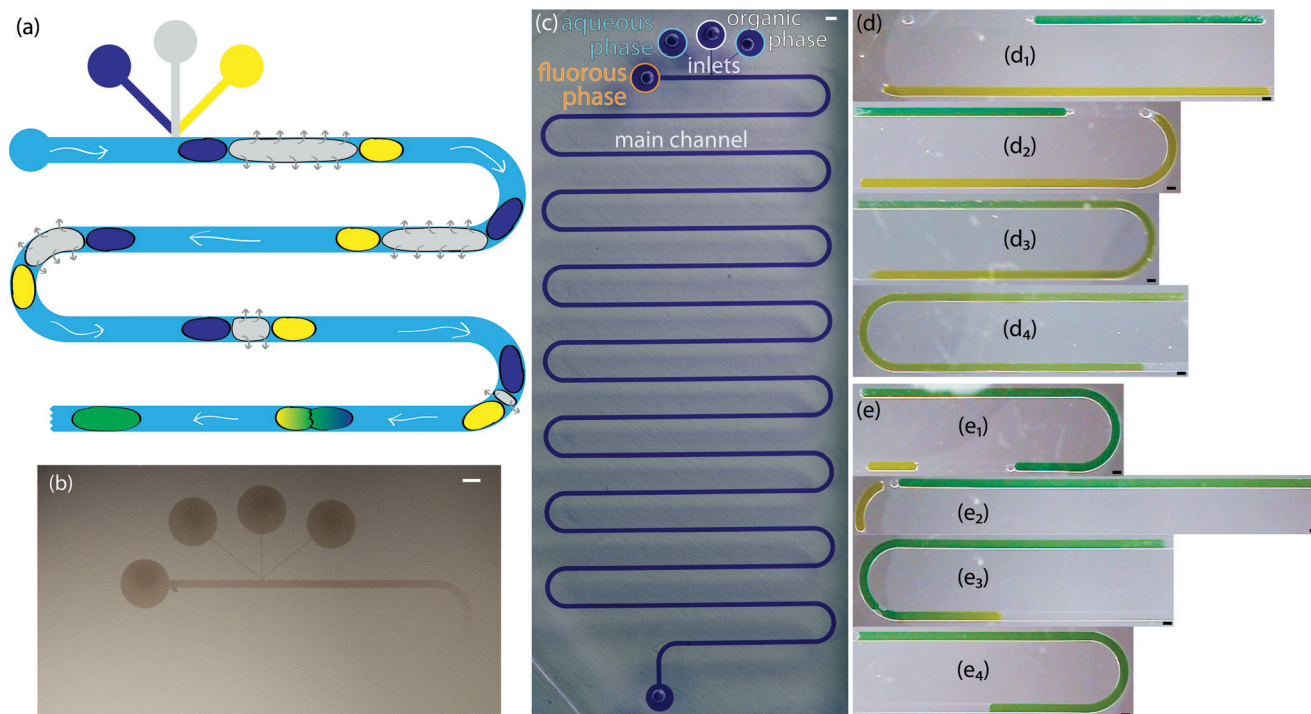 (a)
(b)
(c)
aqueous
phase
organic
phase
inlets
fluorous
phase
main channel
(d)
(d₁)
(d₂)
(d₃)
(d₄)
(e)
(e₁)
(e₂)
(e₃)
(e₄)